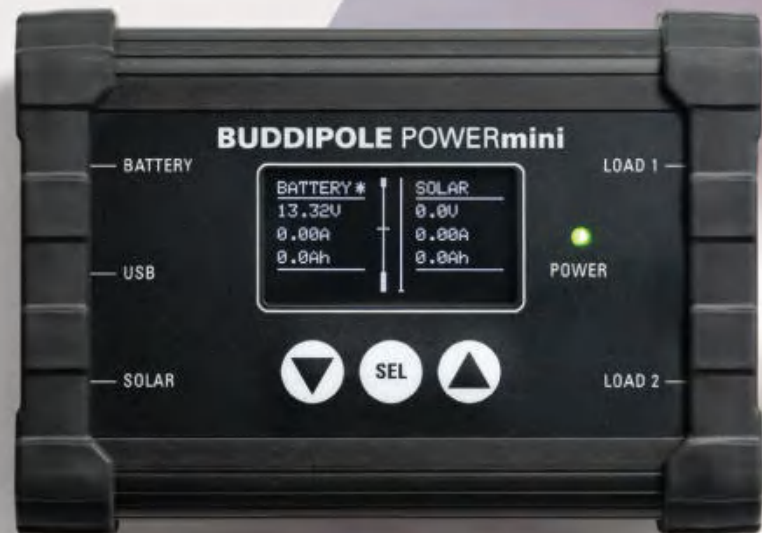 BUDDIPOLE POWERmini
BATTERY
LOAD 1
BATTERY* SOLAR
13.32V 0.0V
0.00A 0.00A
0.0Ah 0.0Ah
USB
POWER
SOLAR
SEL
LOAD 2